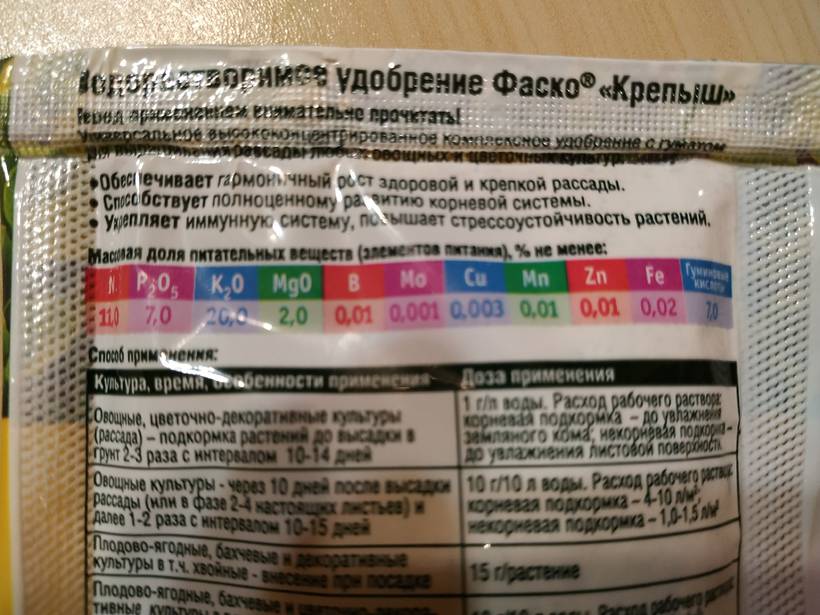 Водорастворимое удобрение Фаско® «Крепыш»
Перед применением внимательно прочитать!
Универсальное высококонцентрированное комплексное удобрение с гуматом
для выращивания рассады любых овощных и цветочных культур.
• Обеспечивает гармоничный рост здоровой и крепкой рассады.
• Способствует полноценному развитию корневой системы.
• Укрепляет иммунную систему, повышает стрессоустойчивость растений.
Массовая доля питательных веществ (элементов питания), % не менее:
N P₂O₅ K₂O MgO B Mo Cu Mn Zn Fe Гуминовые кислоты
11,0 7,0 20,0 2,0 0,01 0,001 0,003 0,01 0,01 0,02 7,0
Способ применения:
Культура, время, особенности применения Доза применения
Овощные, цветочно-декоративные культуры
(рассада) – подкормка растений до высадки в
грунт 2-3 раза с интервалом 10-14 дней
1 г/л воды. Расход рабочего раствора:
корневая подкормка – до увлажнения
земляного кома; некорневая подкормка –
до увлажнения листовой поверхности.
Овощные культуры - через 10 дней после высадки
рассады (или в фазе 2-4 настоящих листьев) и
далее 1-2 раза с интервалом 10-15 дней
10 г/10 л воды. Расход рабочего раствора:
корневая подкормка – 4-10 л/м²,
некорневая подкормка – 1,0-1,5 л/м²
Плодово-ягодные, бахчевые и декоративные
культуры в т.ч. хвойные - внесение при посадке
15 г/растение
Плодово-ягодные, бахчевые и